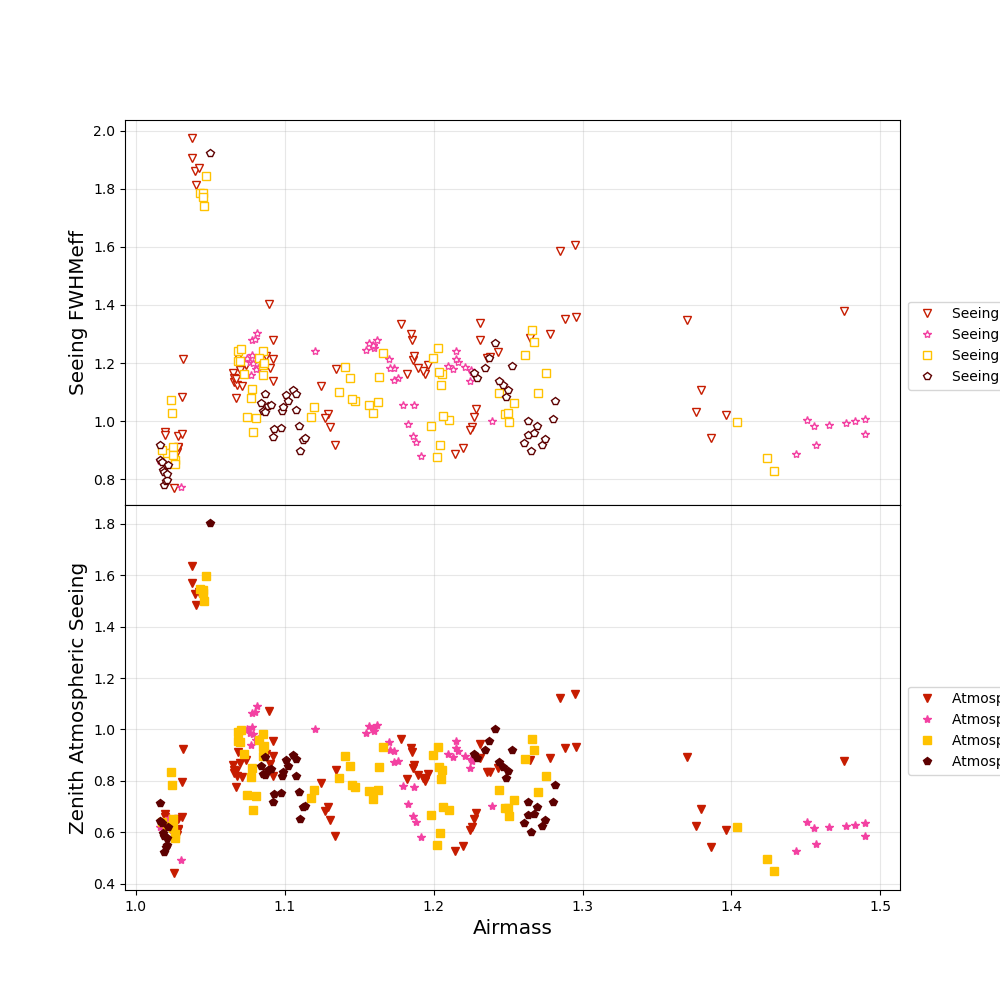 2.0
1.8
1.6
1.4
1.2
1.0
0.8
Seeing FWHMeff
Seeing
Seeing
Seeing
Seeing
1.8
1.6
1.4
1.2
1.0
0.8
0.6
0.4
Zenith Atmospheric Seeing
1.0 1.1 1.2 1.3 1.4 1.5
Airmass
Atmosp
Atmosp
Atmosp
Atmosp